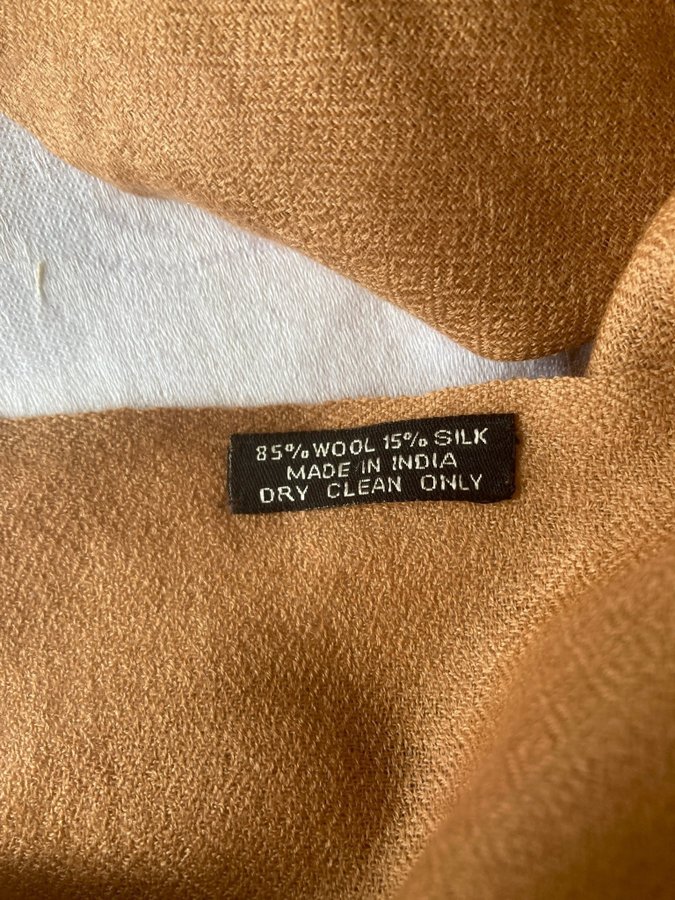 85% WOOL 15% SILK
MADE IN INDIA
DRY CLEAN ONLY